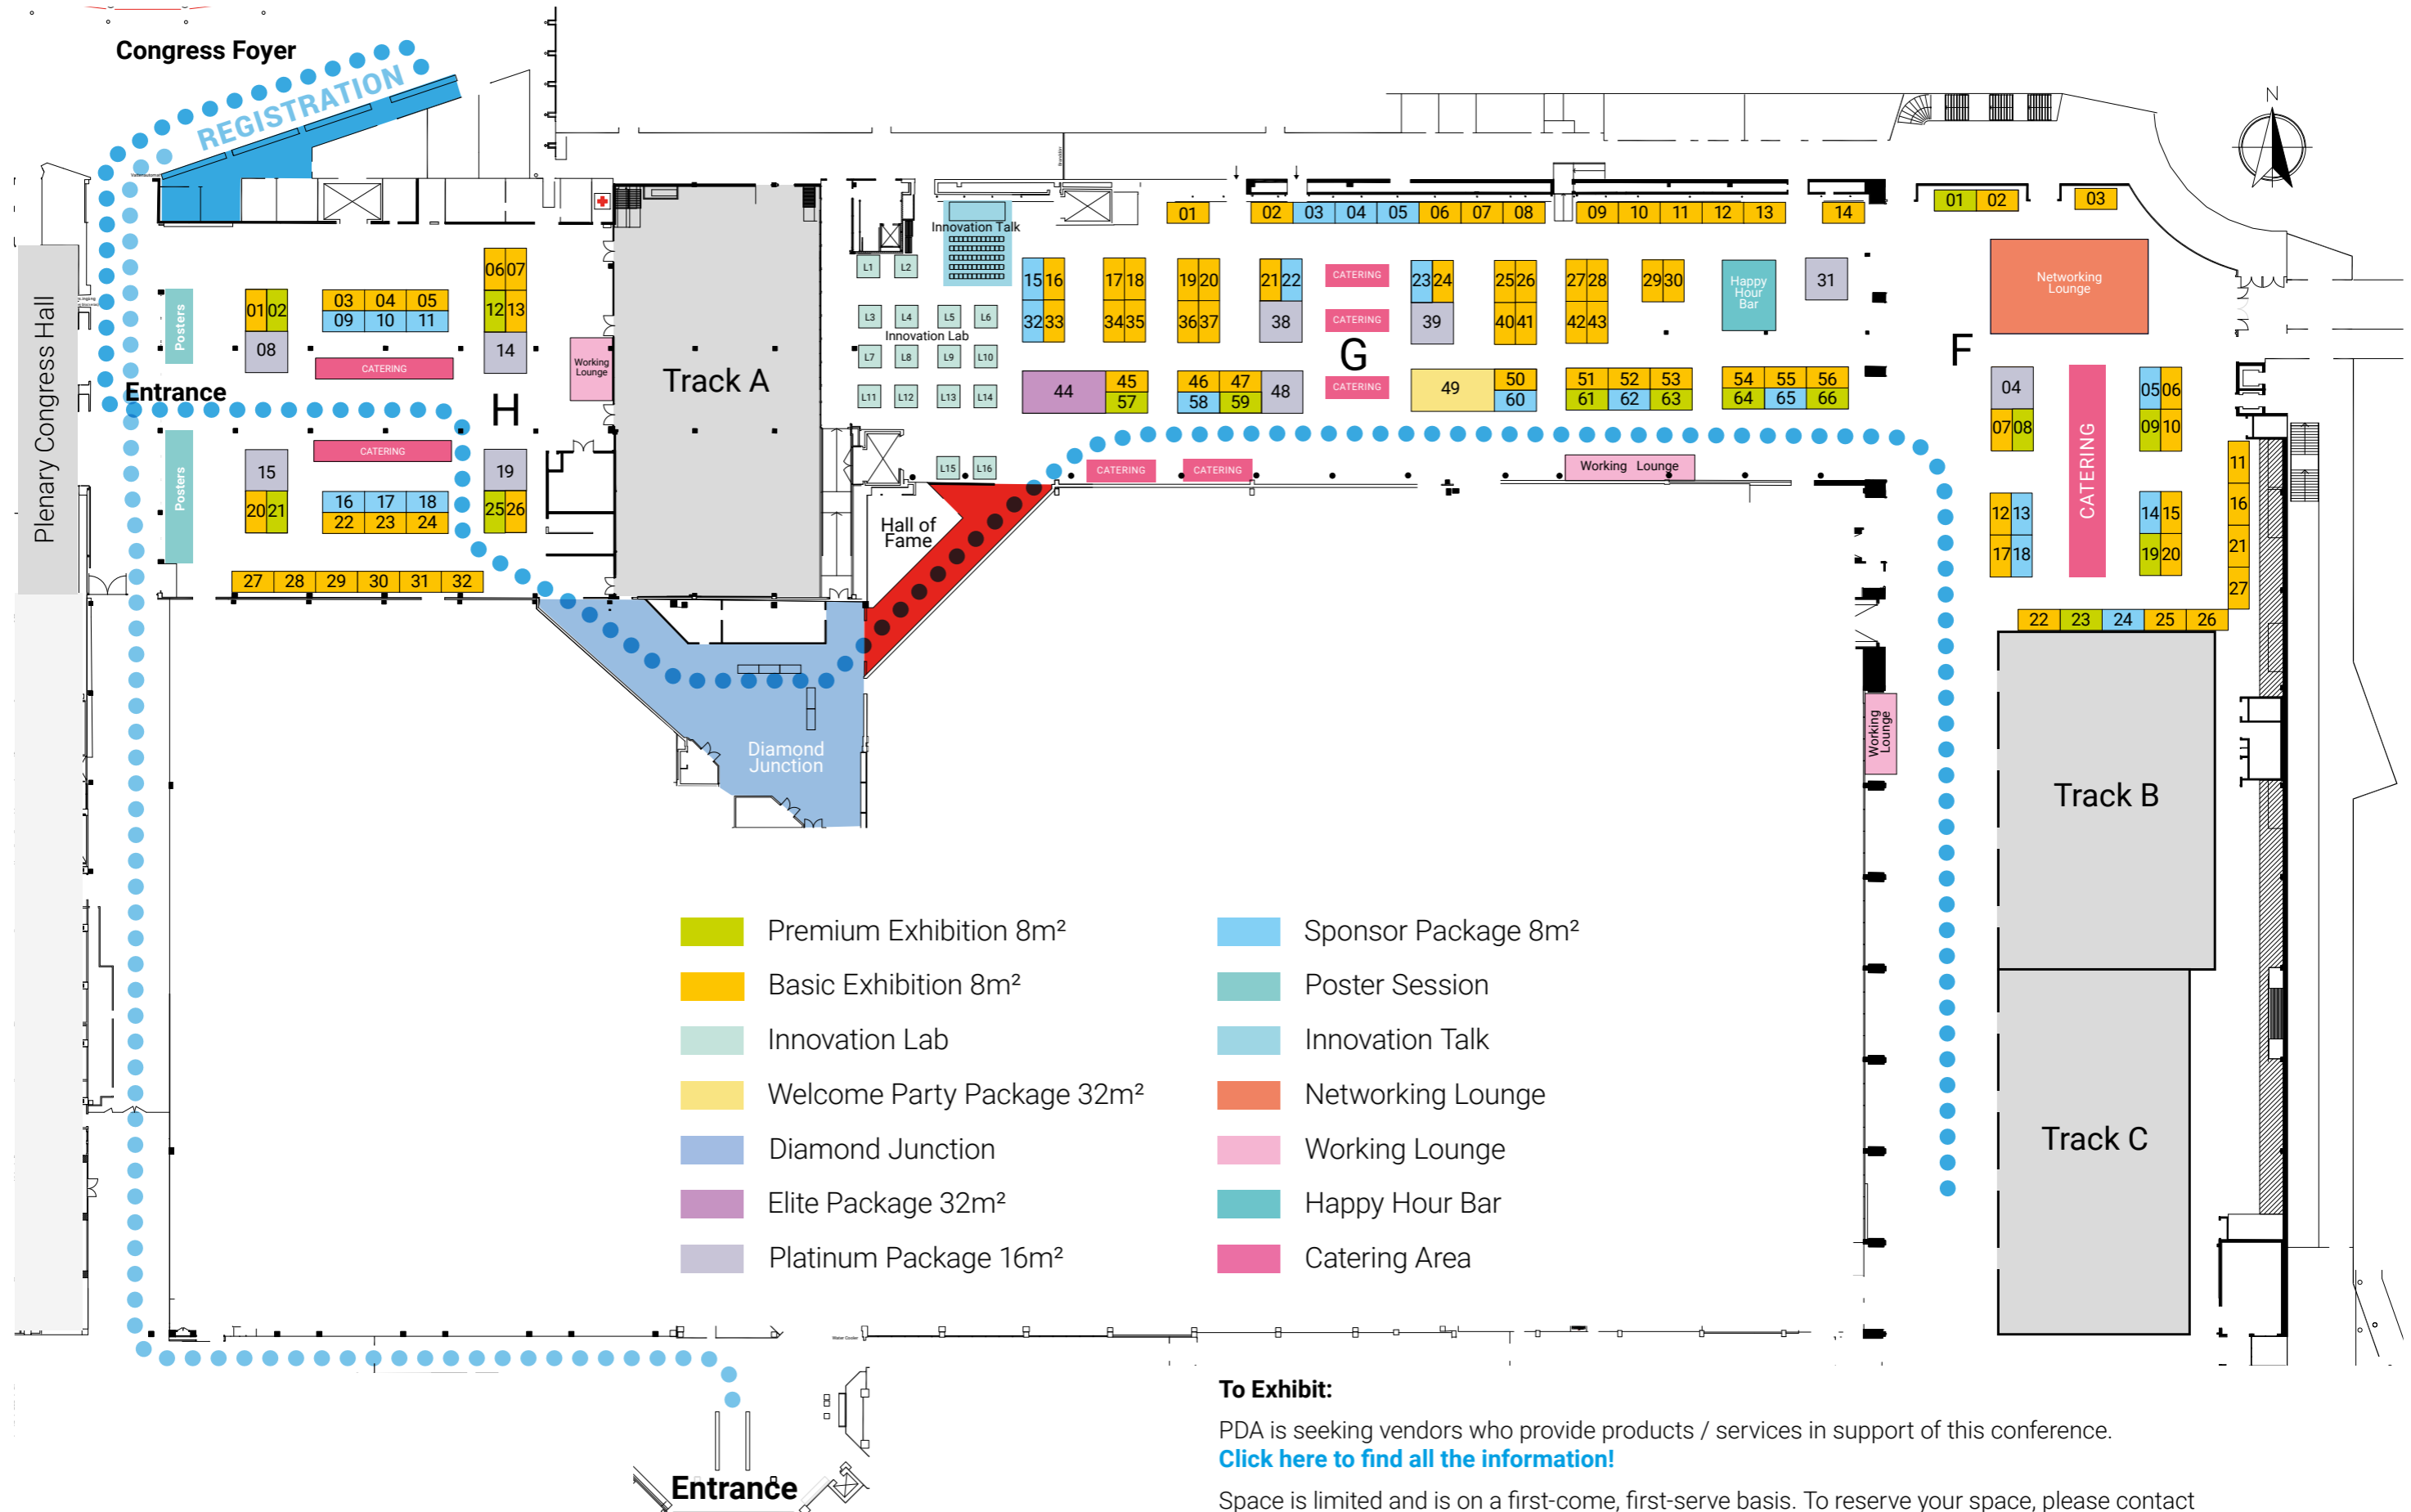 Congress Foyer
REGISTRATION
N
Plenary Congress Hall
Posters
Entrance
Posters
H
01 02
03 04 05
09 10 11
08
06 07
12 13
14
CATERING
Working
Lounge
CATERING
15
20 21
16 17 18
22 23 24
19
25 26
27 28 29 30 31 32
Track A
Innovation Talk
L1 L2
L3 L4 L5 L6
Innovation Lab
L7 L8 L9 L10
L11 L12 L13 L14
L15 L16
Hall of
Fame
Diamond
Junction
01 02 03 04 05 06 07 08 09 10 11 12 13 14
15 16 17 18 19 20 21 22 CATERING 23 24 25 26 27 28 29 30
Happy
Hour
Bar
31
32 33 34 35 36 37 38 CATERING 39 40 41 42 43
G
44 45 46 47 48 CATERING 49 50 51 52 53 54 55 56
57 58 59 60 61 62 63 64 65 66
CATERING CATERING
Working Lounge
Working
Lounge
01 02 03
Networking
Lounge
F
04
07 08
CATERING
05 06
09 10
11
16
21
27
12 13
17 18
14 15
19 20
22 23 24 25 26
Track B
Track C
Premium Exhibition 8m²
Basic Exhibition 8m²
Innovation Lab
Welcome Party Package 32m²
Diamond Junction
Elite Package 32m²
Platinum Package 16m²
Sponsor Package 8m²
Poster Session
Innovation Talk
Networking Lounge
Working Lounge
Happy Hour Bar
Catering Area
Entrance
To Exhibit:
PDA is seeking vendors who provide products / services in support of this conference.
Click here to find all the information!
Space is limited and is on a first-come, first-serve basis. To reserve your space, please contact